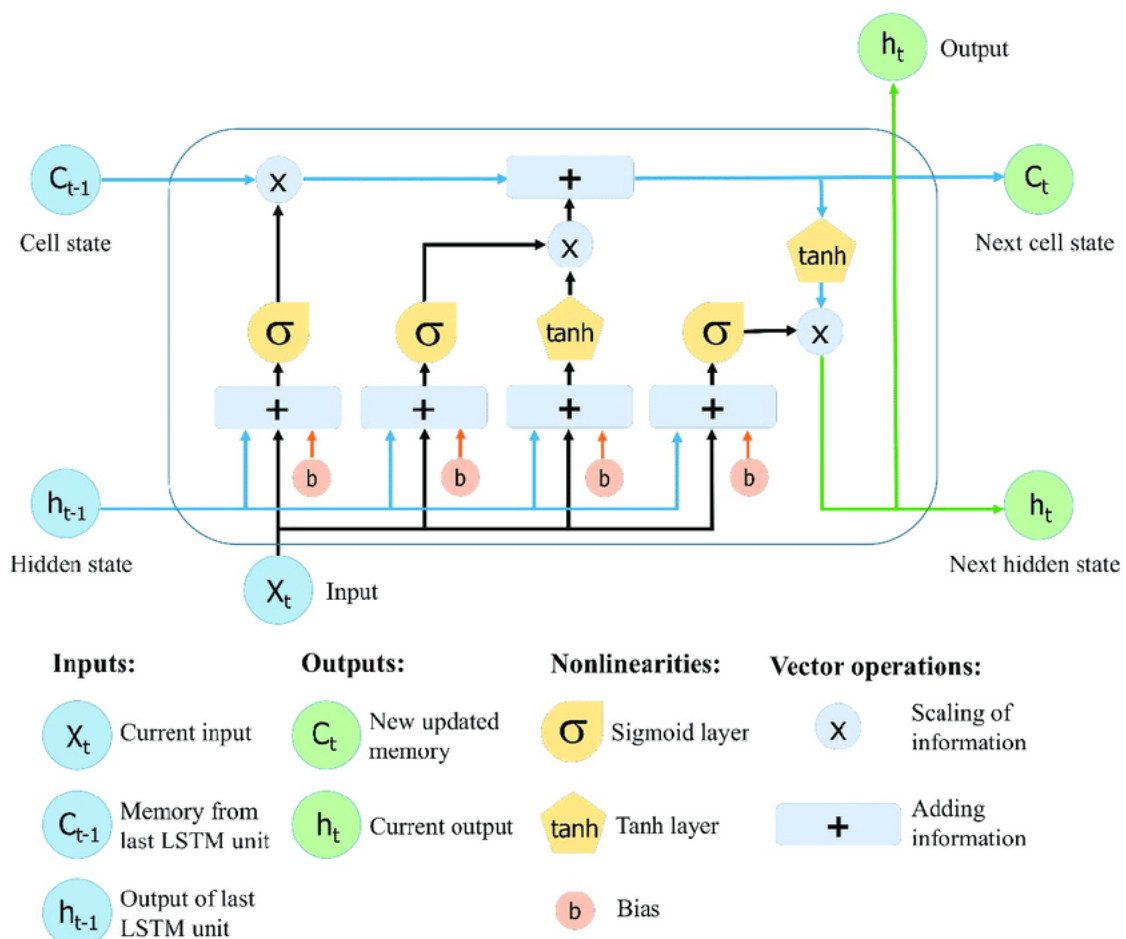 hₜ Output
Cₜ₋₁ x + Cₜ
Cell state Next cell state
x tanh
σ σ tanh σ x
+ + + +
b b b b
hₜ₋₁ hₜ
Hidden state Next hidden state
Xₜ Input
Inputs: Outputs: Nonlinearities: Vector operations:
Xₜ Current input
Cₜ₋₁ Memory from
last LSTM unit
hₜ₋₁ Output of last
LSTM unit
Cₜ New updated
memory
hₜ Current output
σ Sigmoid layer
tanh Tanh layer
b Bias
x Scaling of
information
+ Adding
information